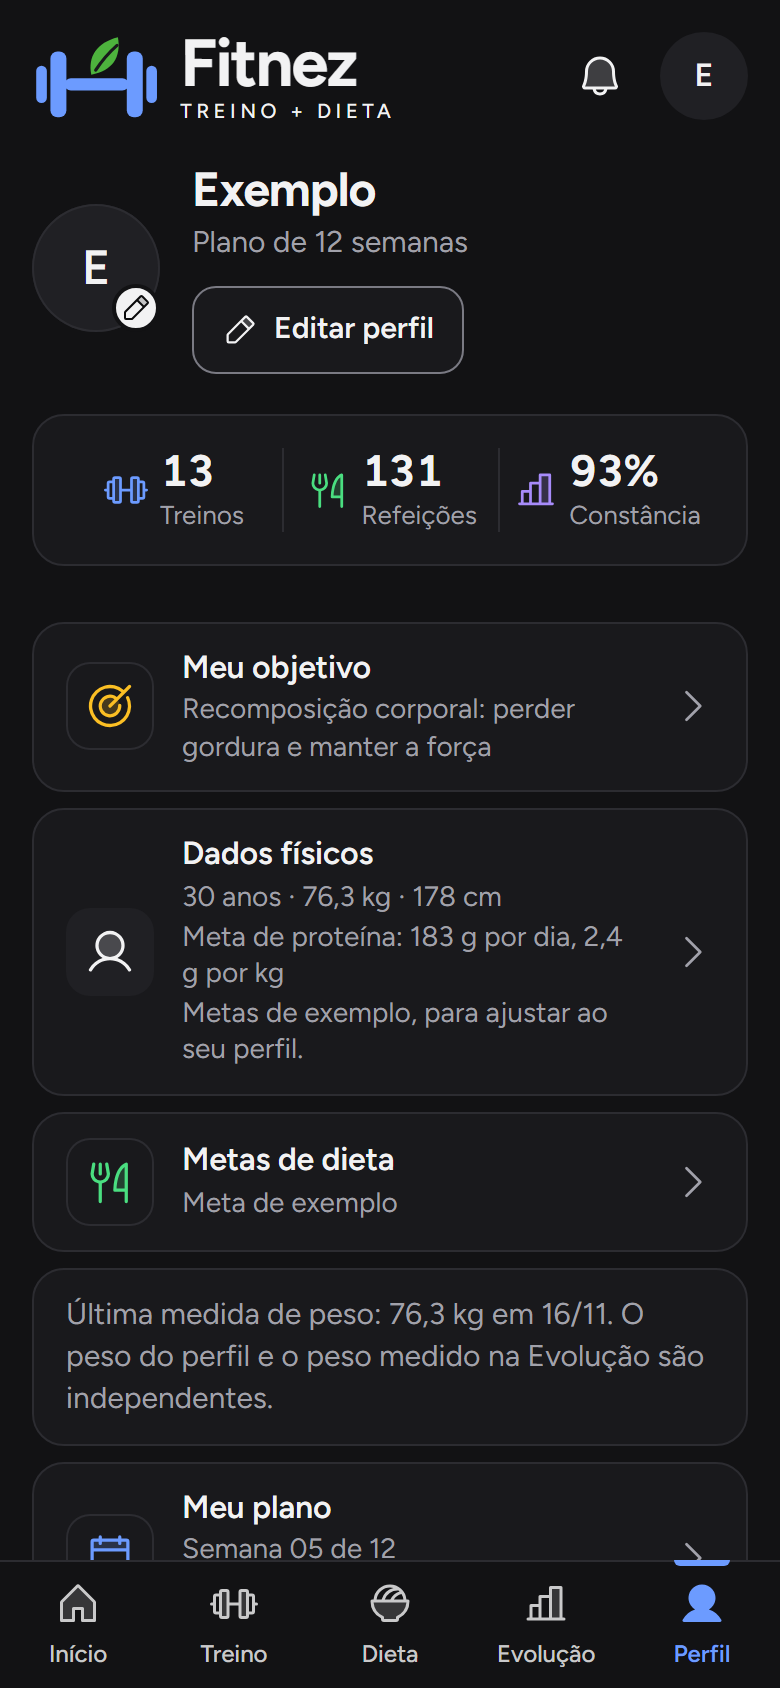 Fitnez
TREINO + DIETA
E
Exemplo
Plano de 12 semanas
E
Editar perfil
13
Treinos
131
Refeições
93%
Constância
Meu objetivo
Recomposição corporal: perder
gordura e manter a força
Dados físicos
30 anos · 76,3 kg · 178 cm
Meta de proteína: 183 g por dia, 2,4
g por kg
Metas de exemplo, para ajustar ao
seu perfil.
Metas de dieta
Meta de exemplo
Última medida de peso: 76,3 kg em 16/11. O
peso do perfil e o peso medido na Evolução são
independentes.
Meu plano
Semana 05 de 12
Início
Treino
Dieta
Evolução
Perfil